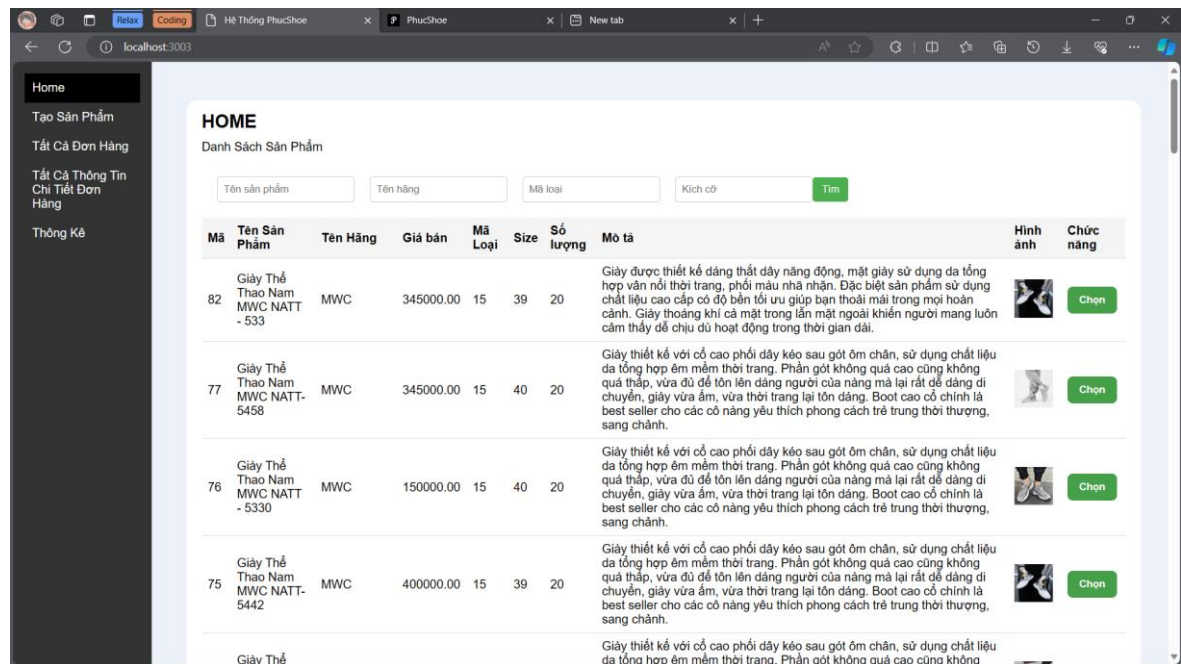 Relax
Coding
Hệ Thống PhucShoe
PhucShoe
New tab
localhost:3003
Home
Tạo Sản Phẩm
Tất Cả Đơn Hàng
Tất Cả Thông Tin
Chi Tiết Đơn
Hàng
Thống Kê
HOME
Danh Sách Sản Phẩm
Tên sản phẩm
Tên hãng
Mã loại
Kích cỡ
Tìm
Mã
Tên Sản
Phẩm
Tên Hãng
Giá bán
Mã
Loại
Size
Số
lượng
Mô tả
Hình
ảnh
Chức
năng
82
Giày Thể
Thao Nam
MWC NATT
- 533
MWC
345000.00
15
39
20
Giày được thiết kế dáng thắt dây năng động, mặt giày sử dụng da tổng
hợp vân nổi thời trang, phối màu nhã nhặn. Đặc biệt sản phẩm sử dụng
chất liệu cao cấp có độ bền tối ưu giúp bạn thoải mái trong mọi hoàn
cảnh. Giày thoáng khí cả mặt trong lẫn mặt ngoài khiến người mang luôn
cảm thấy dễ chịu dù hoạt động trong thời gian dài.
Chọn
77
Giày Thể
Thao Nam
MWC NATT-
5458
MWC
345000.00
15
40
20
Giày thiết kế với cổ cao phối dây kéo sau gót ôm chân, sử dụng chất liệu
da tổng hợp êm mềm thời trang. Phần gót không quá cao cũng không
quá thấp, vừa đủ để tôn lên dáng người của nàng mà lại rất dễ dàng di
chuyển, giày vừa ấm, vừa thời trang lại tôn dáng. Boot cao cổ chính là
best seller cho các cô nàng yêu thích phong cách trẻ trung thời thượng,
sang chảnh.
Chọn
76
Giày Thể
Thao Nam
MWC NATT
- 5330
MWC
150000.00
15
40
20
Giày thiết kế với cổ cao phối dây kéo sau gót ôm chân, sử dụng chất liệu
da tổng hợp êm mềm thời trang. Phần gót không quá cao cũng không
quá thấp, vừa đủ để tôn lên dáng người của nàng mà lại rất dễ dàng di
chuyển, giày vừa ấm, vừa thời trang lại tôn dáng. Boot cao cổ chính là
best seller cho các cô nàng yêu thích phong cách trẻ trung thời thượng,
sang chảnh.
Chọn
75
Giày Thể
Thao Nam
MWC NATT-
5442
MWC
400000.00
15
39
20
Giày thiết kế với cổ cao phối dây kéo sau gót ôm chân, sử dụng chất liệu
da tổng hợp êm mềm thời trang. Phần gót không quá cao cũng không
quá thấp, vừa đủ để tôn lên dáng người của nàng mà lại rất dễ dàng di
chuyển, giày vừa ấm, vừa thời trang lại tôn dáng. Boot cao cổ chính là
best seller cho các cô nàng yêu thích phong cách trẻ trung thời thượng,
sang chảnh.
Chọn
Giày Thể
Giày thiết kế với cổ cao phối dây kéo sau gót ôm chân, sử dụng chất liệu
da tổng hợp êm mềm thời trang. Phần gót không quá cao cũng không